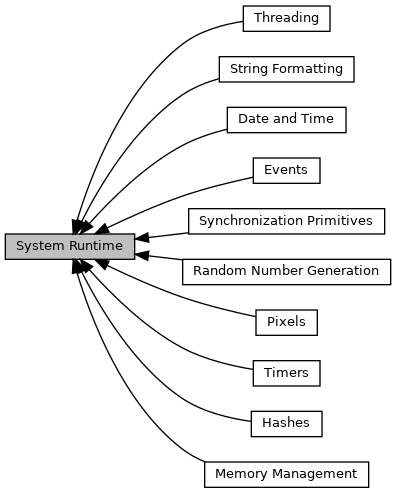 Threading
String Formatting
Date and Time
Events
Synchronization Primitives
System Runtime
Random Number Generation
Pixels
Timers
Hashes
Memory Management